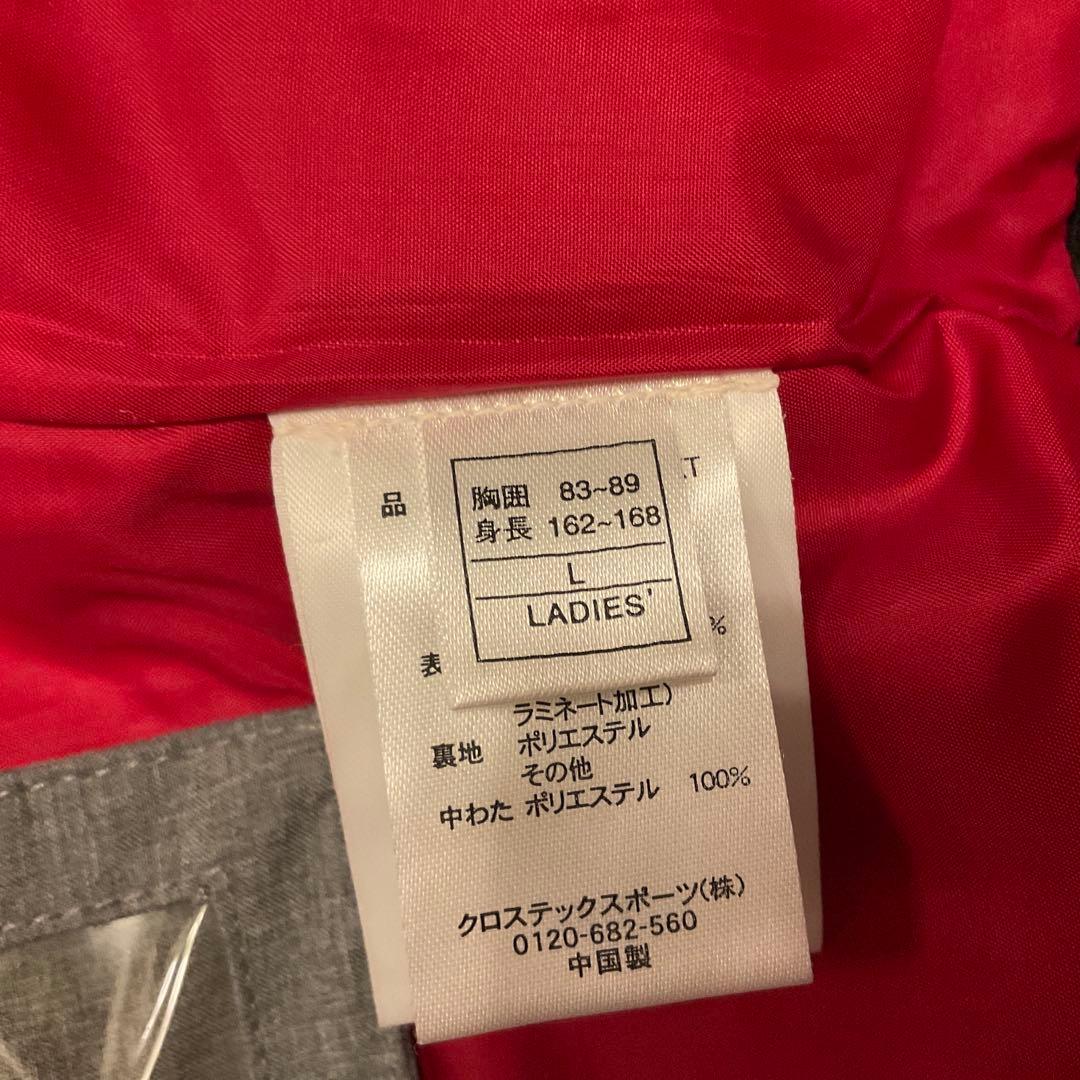 胸囲 83~89
身長 162~168
L
LADIES'
品 .T
表 %
ラミネート加工)
裏地 ポリエステル
その他
中わた ポリエステル 100%
クロステックスポーツ(株)
0120-682-560
中国製